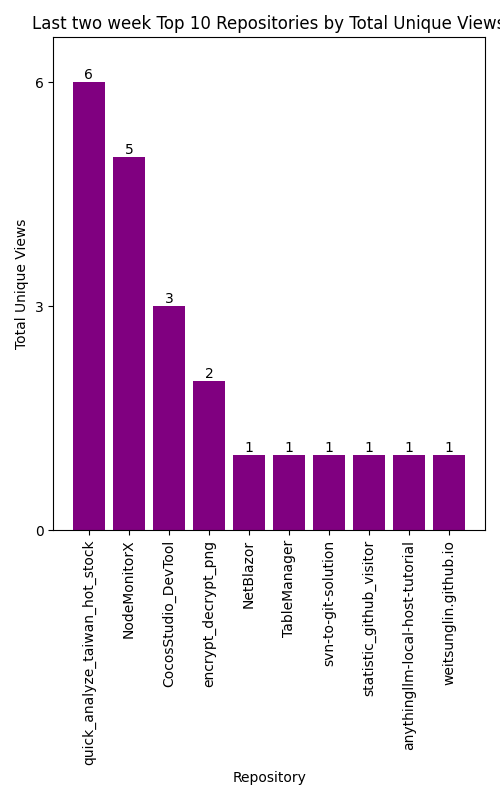 Last two week Top 10 Repositories by Total Unique Views
6
5
3
2
1
1
1
1
1
1
6
3
0
Total Unique Views
quick_analyze_taiwan_hot_stock
NodeMonitorX
CocosStudio_DevTool
encrypt_decrypt_png
NetBlazor
TableManager
svn-to-git-solution
statistic_github_visitor
anythingllm-local-host-tutorial
weitsunglin.github.io
Repository